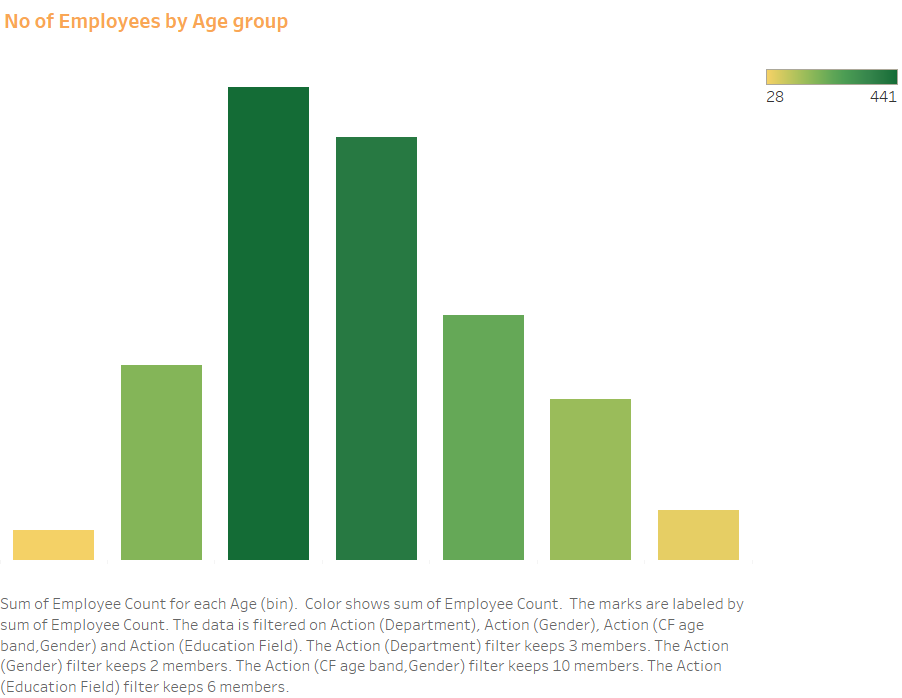 No of Employees by Age group
28 441
Sum of Employee Count for each Age (bin).  Color shows sum of Employee Count.  The marks are labeled by
sum of Employee Count. The data is filtered on Action (Department), Action (Gender), Action (CF age
band,Gender) and Action (Education Field). The Action (Department) filter keeps 3 members. The Action
(Gender) filter keeps 2 members. The Action (CF age band,Gender) filter keeps 10 members. The Action
(Education Field) filter keeps 6 members.